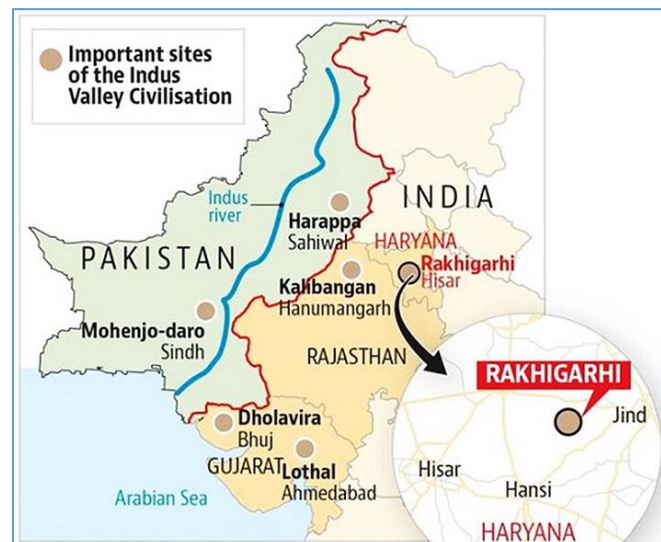 Important sites
of the Indus
Valley Civilisation
Indus
river
INDIA
Harappa
Sahiwal
HARYANA
PAKISTAN
Rakhigarhi
Hisar
Kalibangan
Hanumangarh
Mohenjo-daro
Sindh
RAJASTHAN
RAKHIGARHI
Dholavira
Bhuj
Jind
GUJARAT
Lothal
Ahmedabad
Hisar
Hansi
Arabian Sea
HARYANA